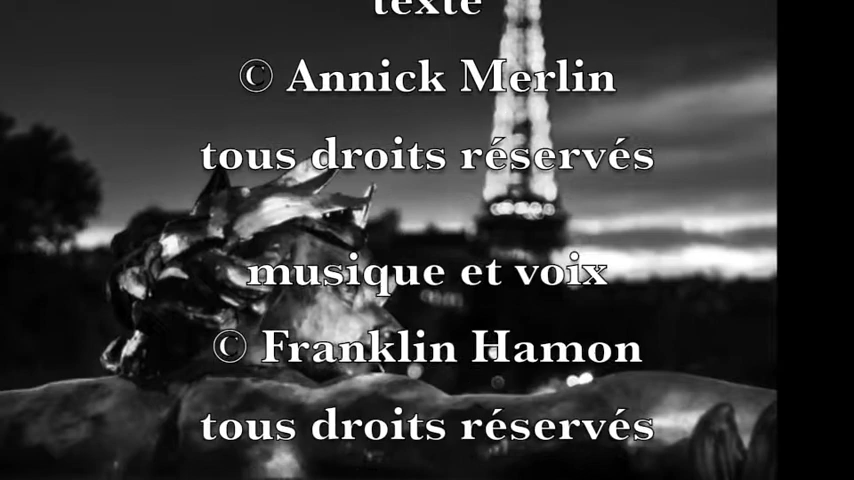 texte
© Annick Merlin
tous droits réservés
musique et voix
© Franklin Hamon
tous droits réservés